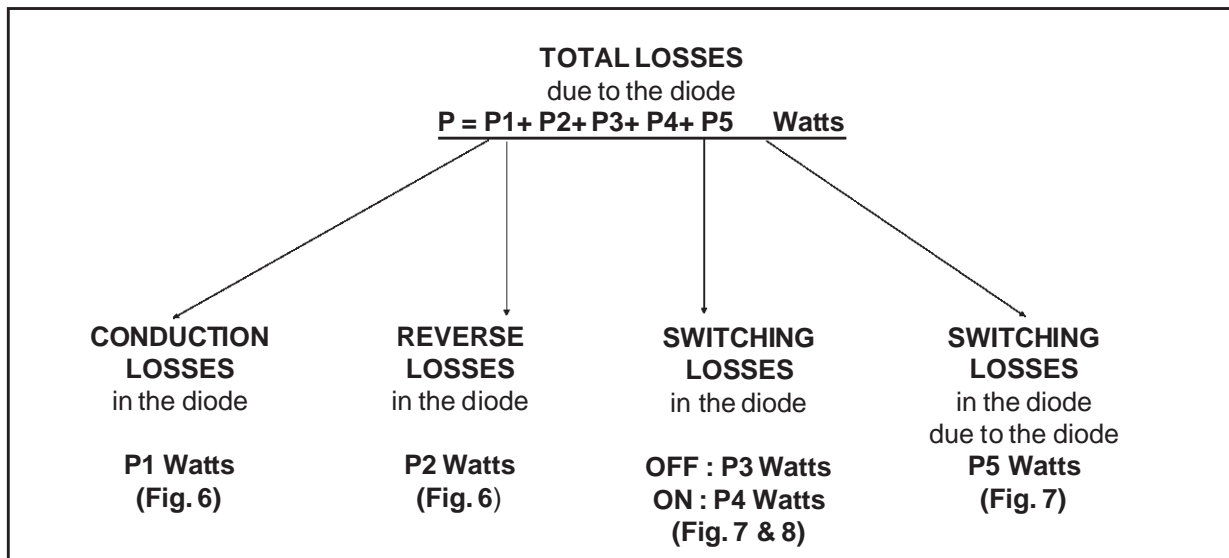 TOTAL LOSSES
due to the diode
P = P1+ P2+ P3+ P4+ P5 Watts
CONDUCTION
LOSSES
in the diode
P1 Watts
(Fig. 6)
REVERSE
LOSSES
in the diode
P2 Watts
(Fig. 6)
SWITCHING
LOSSES
in the diode
OFF : P3 Watts
ON : P4 Watts
(Fig. 7 & 8)
SWITCHING
LOSSES
in the diode
due to the diode
P5 Watts
(Fig. 7)